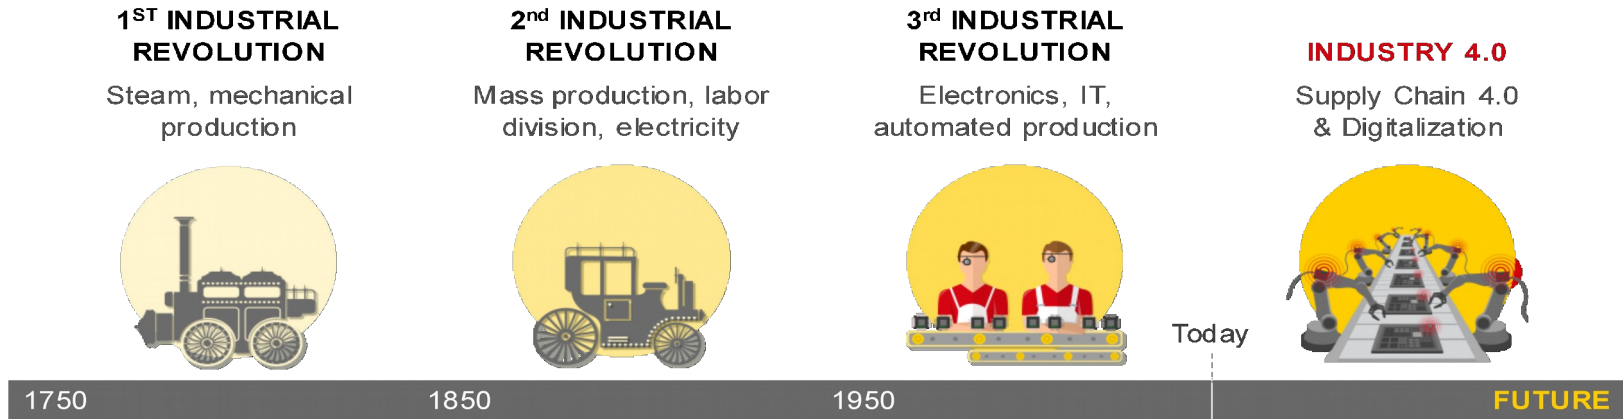 1ST INDUSTRIAL
REVOLUTION
Steam, mechanical
production
2nd INDUSTRIAL
REVOLUTION
Mass production, labor
division, electricity
3rd INDUSTRIAL
REVOLUTION
Electronics, IT,
automated production
INDUSTRY 4.0
Supply Chain 4.0
& Digitalization
Today
1750
1850
1950
FUTURE